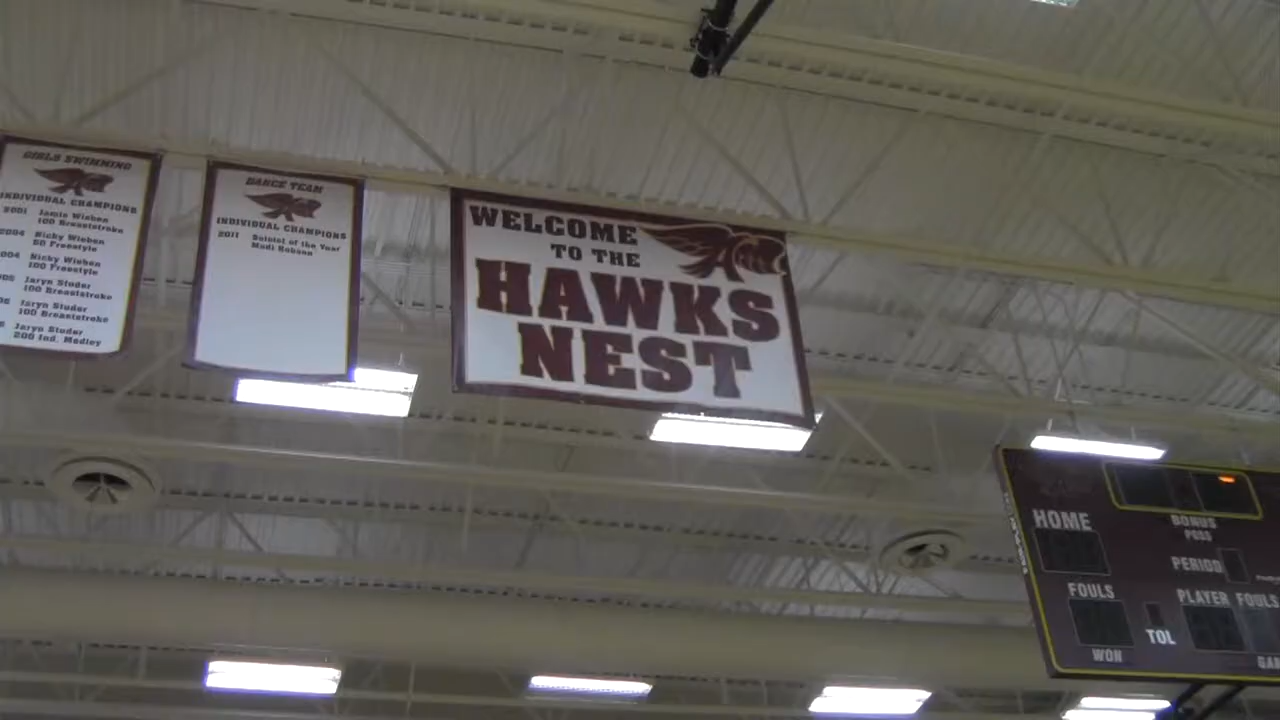 GIRLS SWIMMING
INDIVIDUAL CHAMPIONS
2001 Jamie Wieben
100 Breaststroke
2004 Nicky Wieben
50 Freestyle
2004 Nicky Wieben
100 Freestyle
Jaryn Studer
100 Breaststroke
Jaryn Studer
100 Breaststroke
Jaryn Studer
200 Ind. Medley
DANCE TEAM
INDIVIDUAL CHAMPIONS
2011 Soloist of the Year
Madi Robson
WELCOME
TO THE
HAWKS
NEST
HOME
BONUS
POSS
PERIOD
FOULS
PLAYER FOULS
TOL
WON